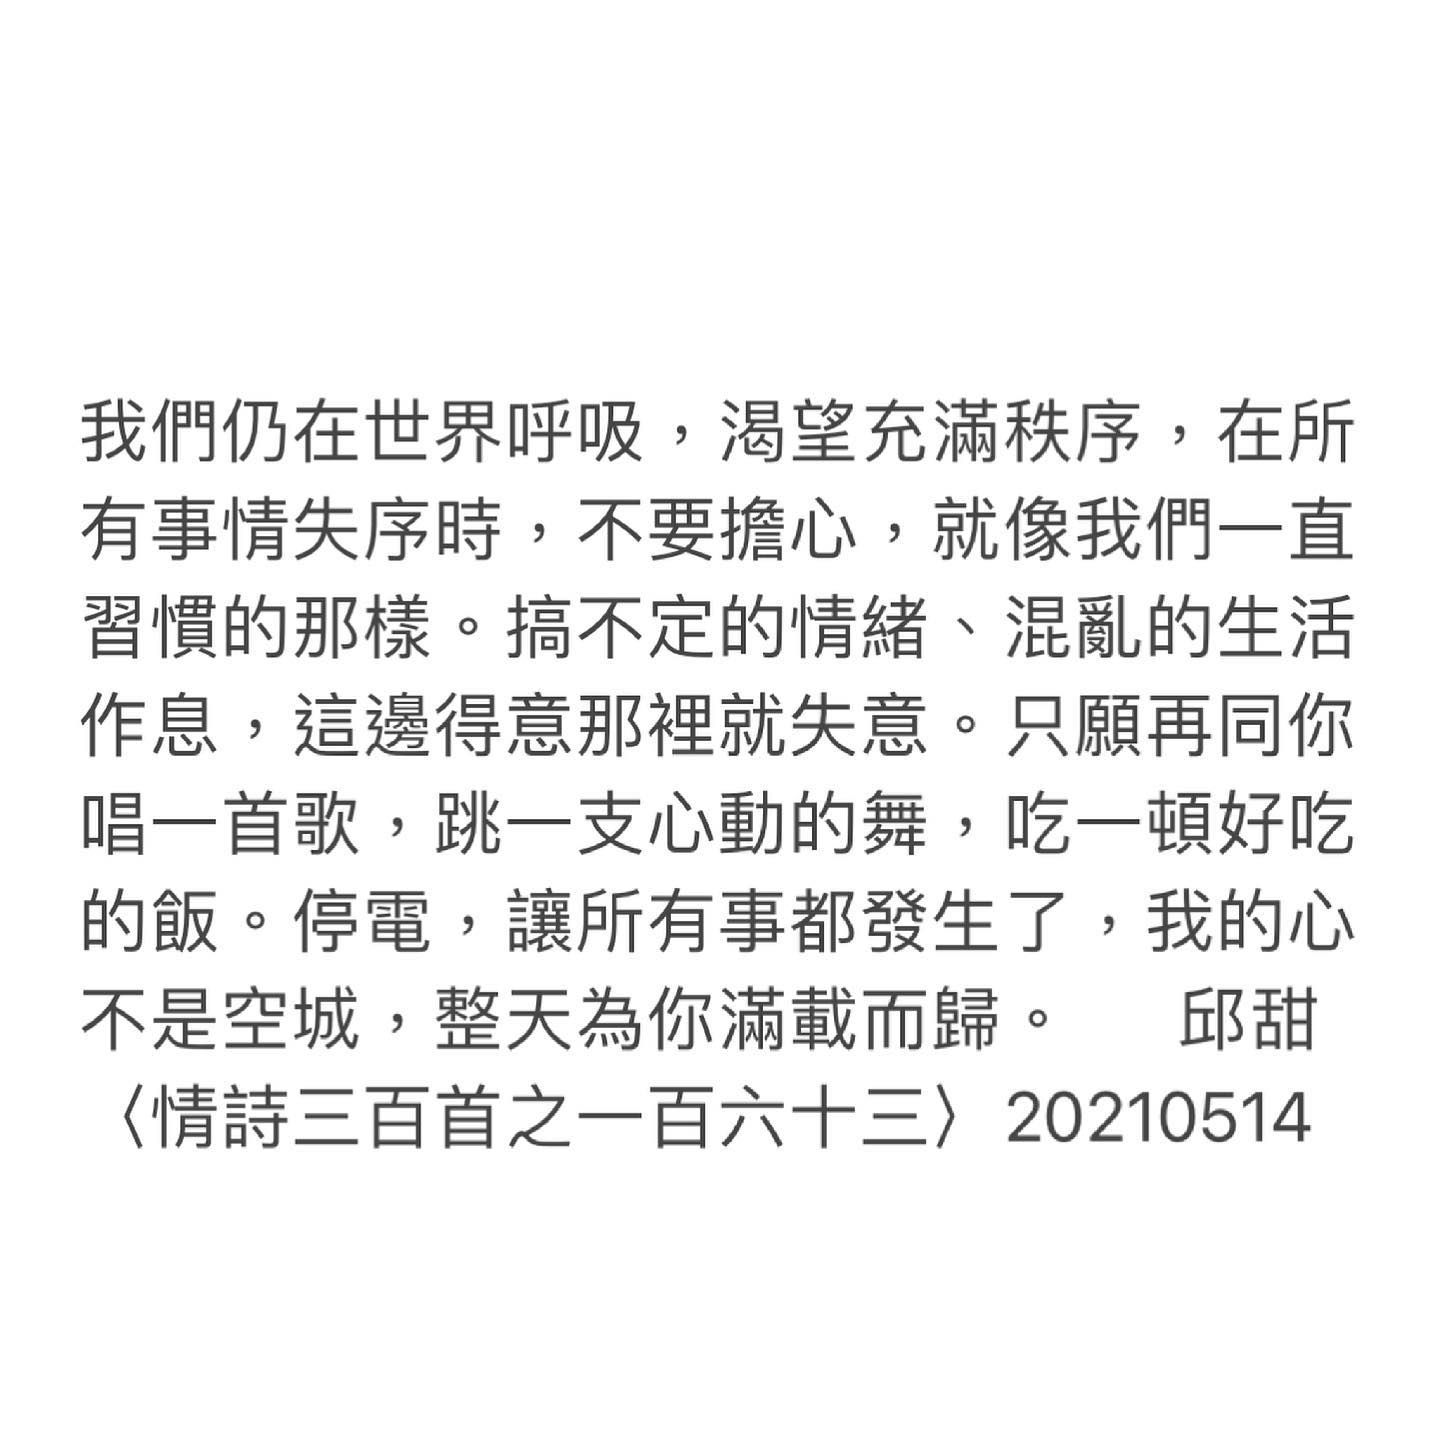 我們仍在世界呼吸，渴望充滿秩序，在所
有事情失序時，不要擔心，就像我們一直
習慣的那樣。搞不定的情緒、混亂的生活
作息，這邊得意那裡就失意。只願再同你
唱一首歌，跳一支心動的舞，吃一頓好吃
的飯。停電，讓所有事都發生了，我的心
不是空城，整天為你滿載而歸。　邱甜
〈情詩三百首之一百六十三〉20210514